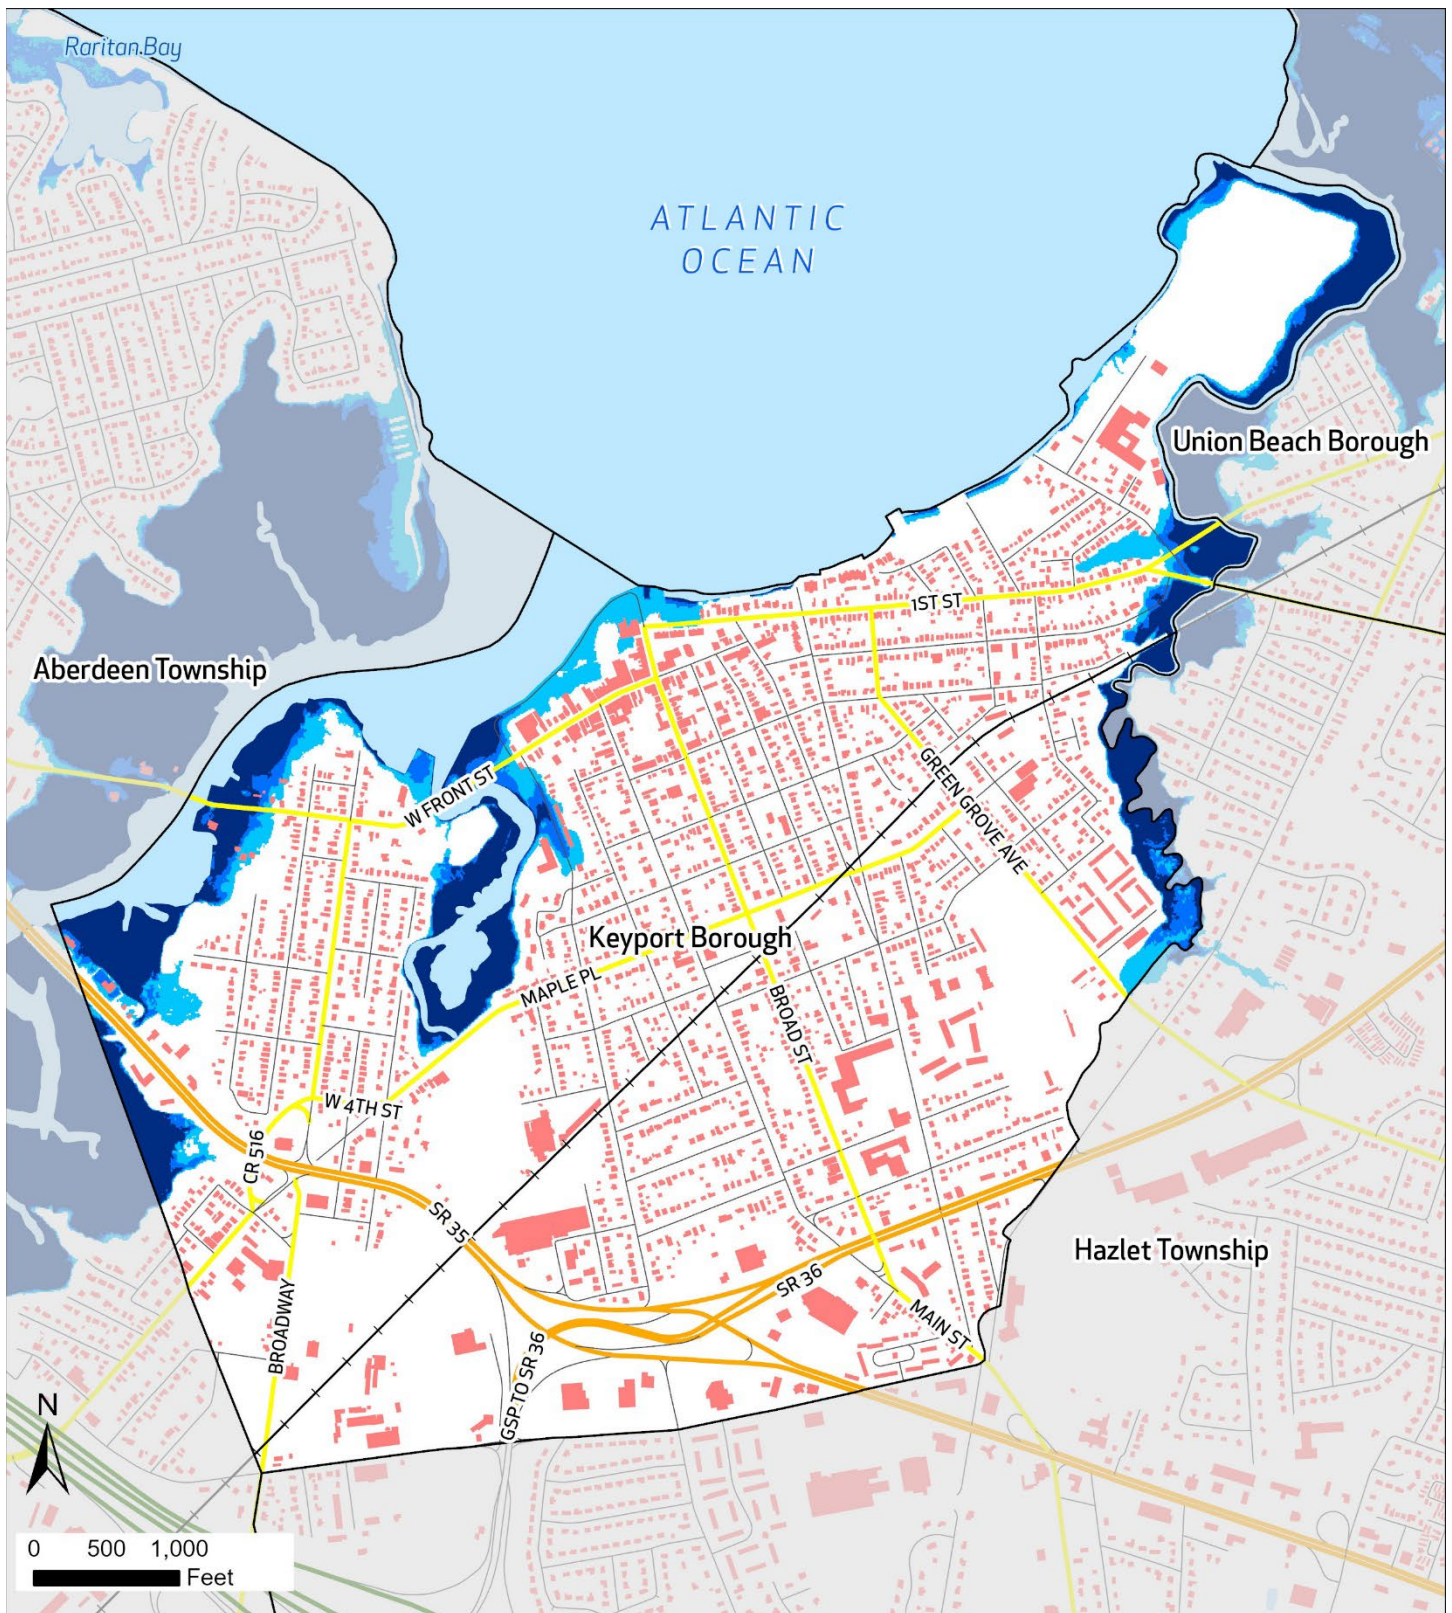 Raritan Bay
ATLANTIC
OCEAN
Union Beach Borough
1ST ST
Aberdeen Township
W FRONT ST
GREEN GROVE AVE
Keyport Borough
MAPLE PL
BROAD ST
W 4TH ST
CR 516
SR 35
Hazlet Township
SR 36
BROADWAY
MAIN ST
GSP TO SR 36
N
0 500 1,000
Feet